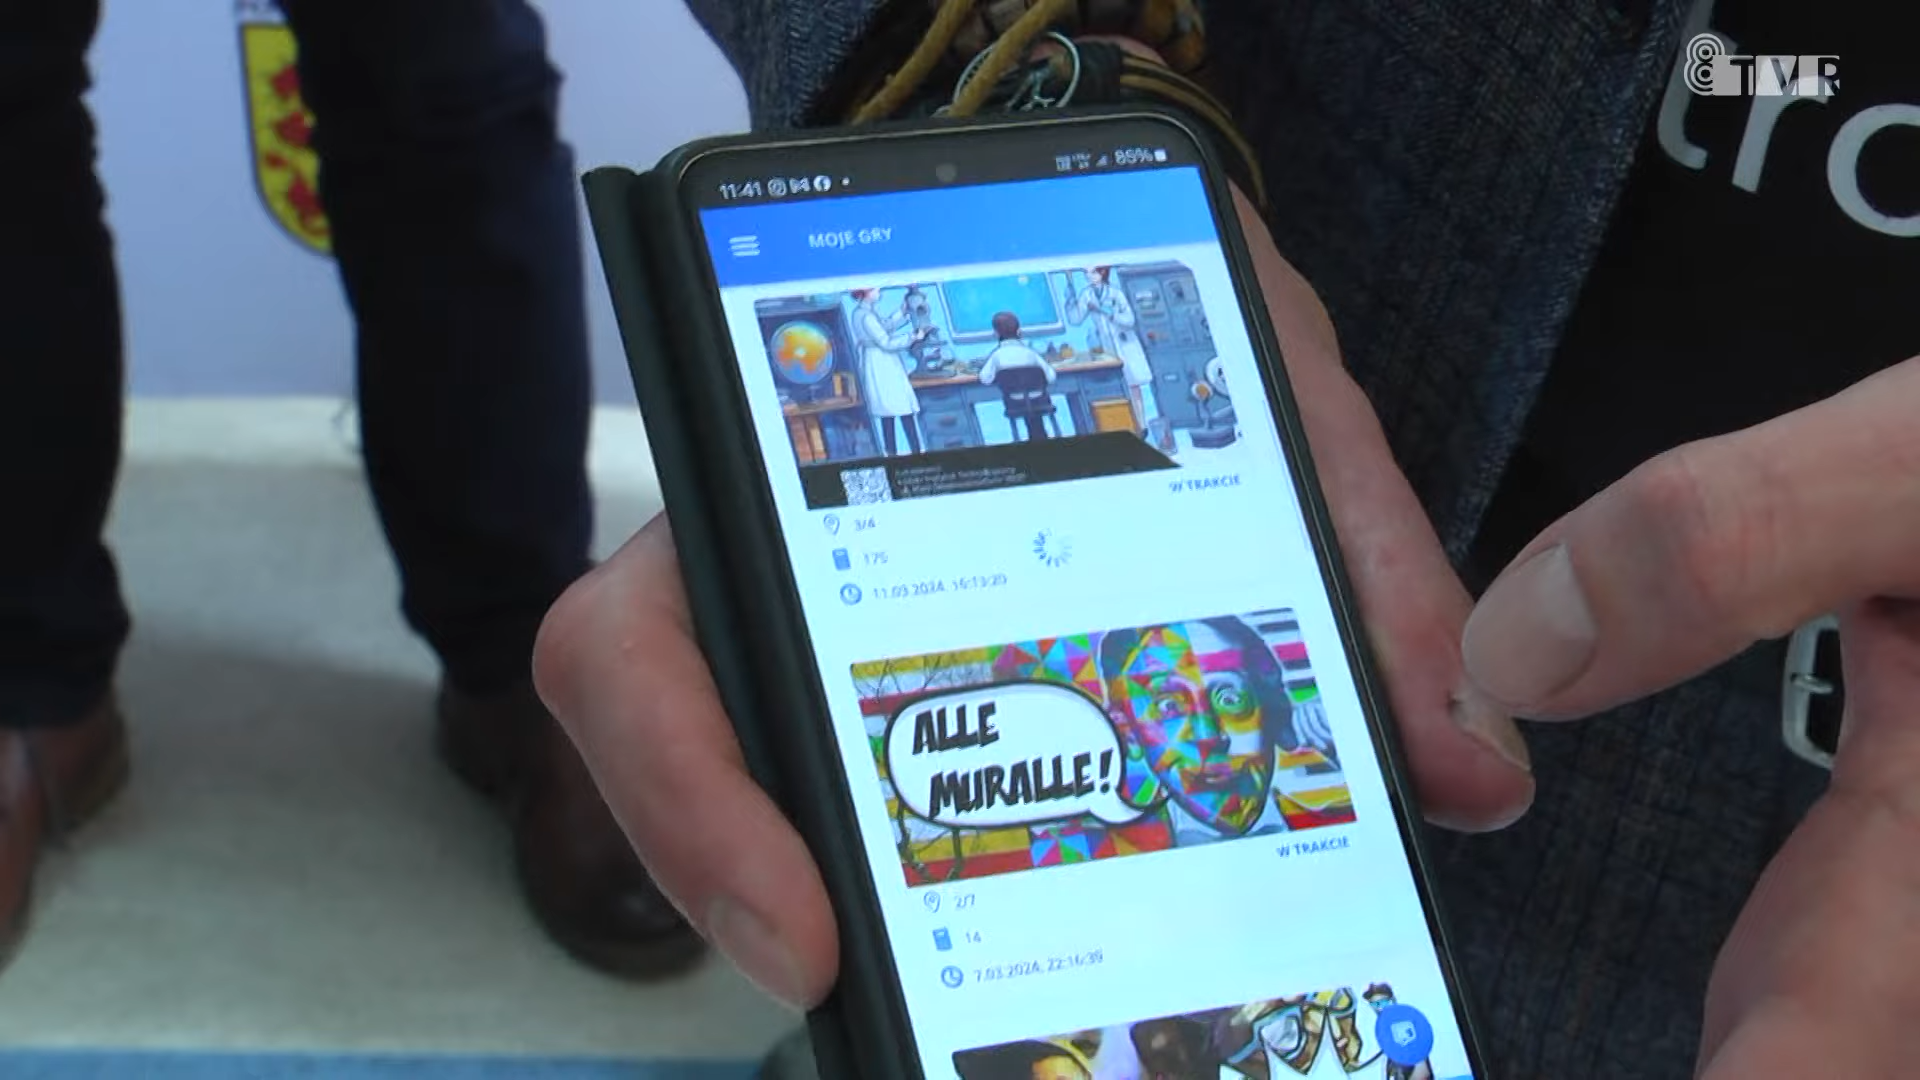 TVR
tro
11:41 85%
MOJE GRY
W TRAKCIE
3/4
175
11.03.2024, 16:13:20
ALLE
MURALLE!
W TRAKCIE
2/7
14
7.03.2024, 22:16:39